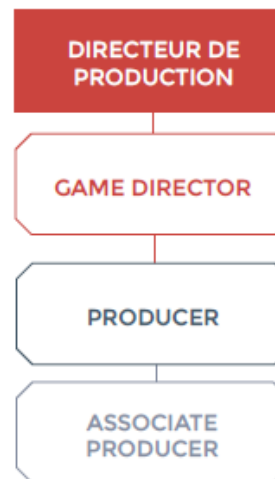 DIRECTEUR DE
PRODUCTION
GAME DIRECTOR
PRODUCER
ASSOCIATE
PRODUCER